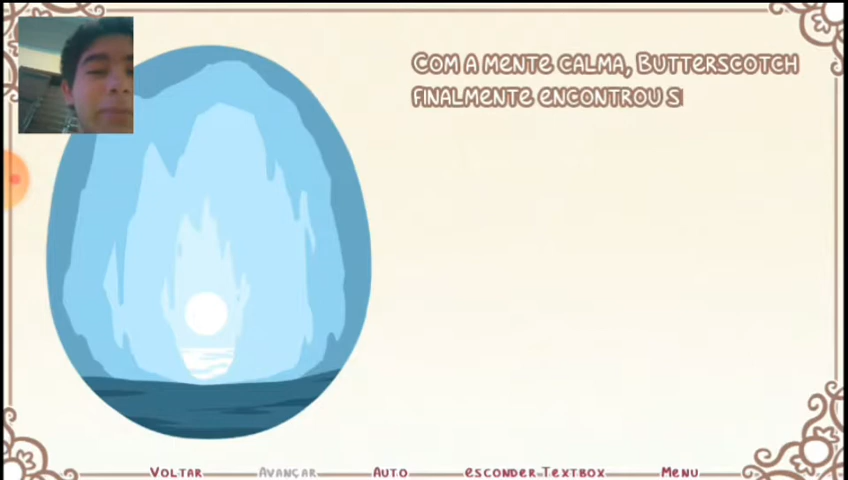 Com a mente calma, Butterscotch
finalmente encontrou s
Voltar Avançar Auto esconder Textbox Menu